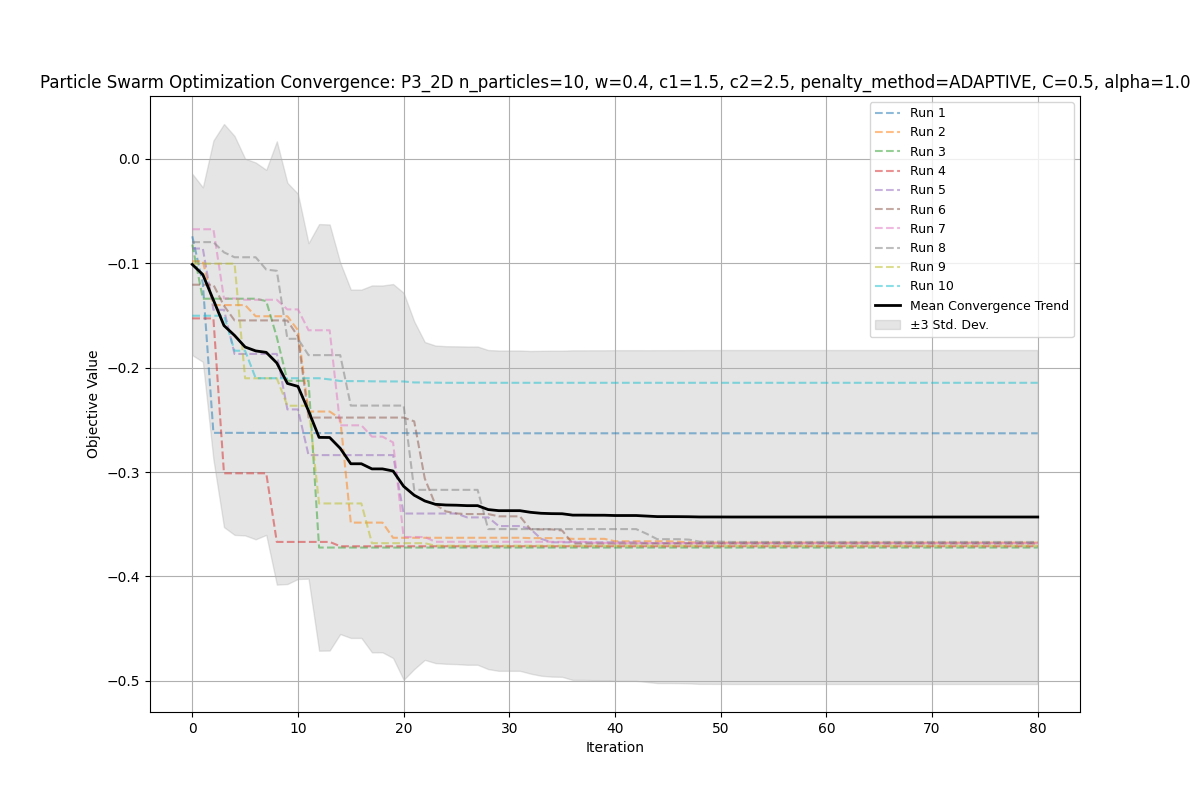 Particle Swarm Optimization Convergence: P3_2D n_particles=10, w=0.4, c1=1.5, c2=2.5, penalty_method=ADAPTIVE, C=0.5, alpha=1.0
Run 1
Run 2
Run 3
Run 4
Run 5
Run 6
Run 7
Run 8
Run 9
Run 10
Mean Convergence Trend
±3 Std. Dev.
Objective Value
0.0
−0.1
−0.2
−0.3
−0.4
−0.5
0 10 20 30 40 50 60 70 80
Iteration